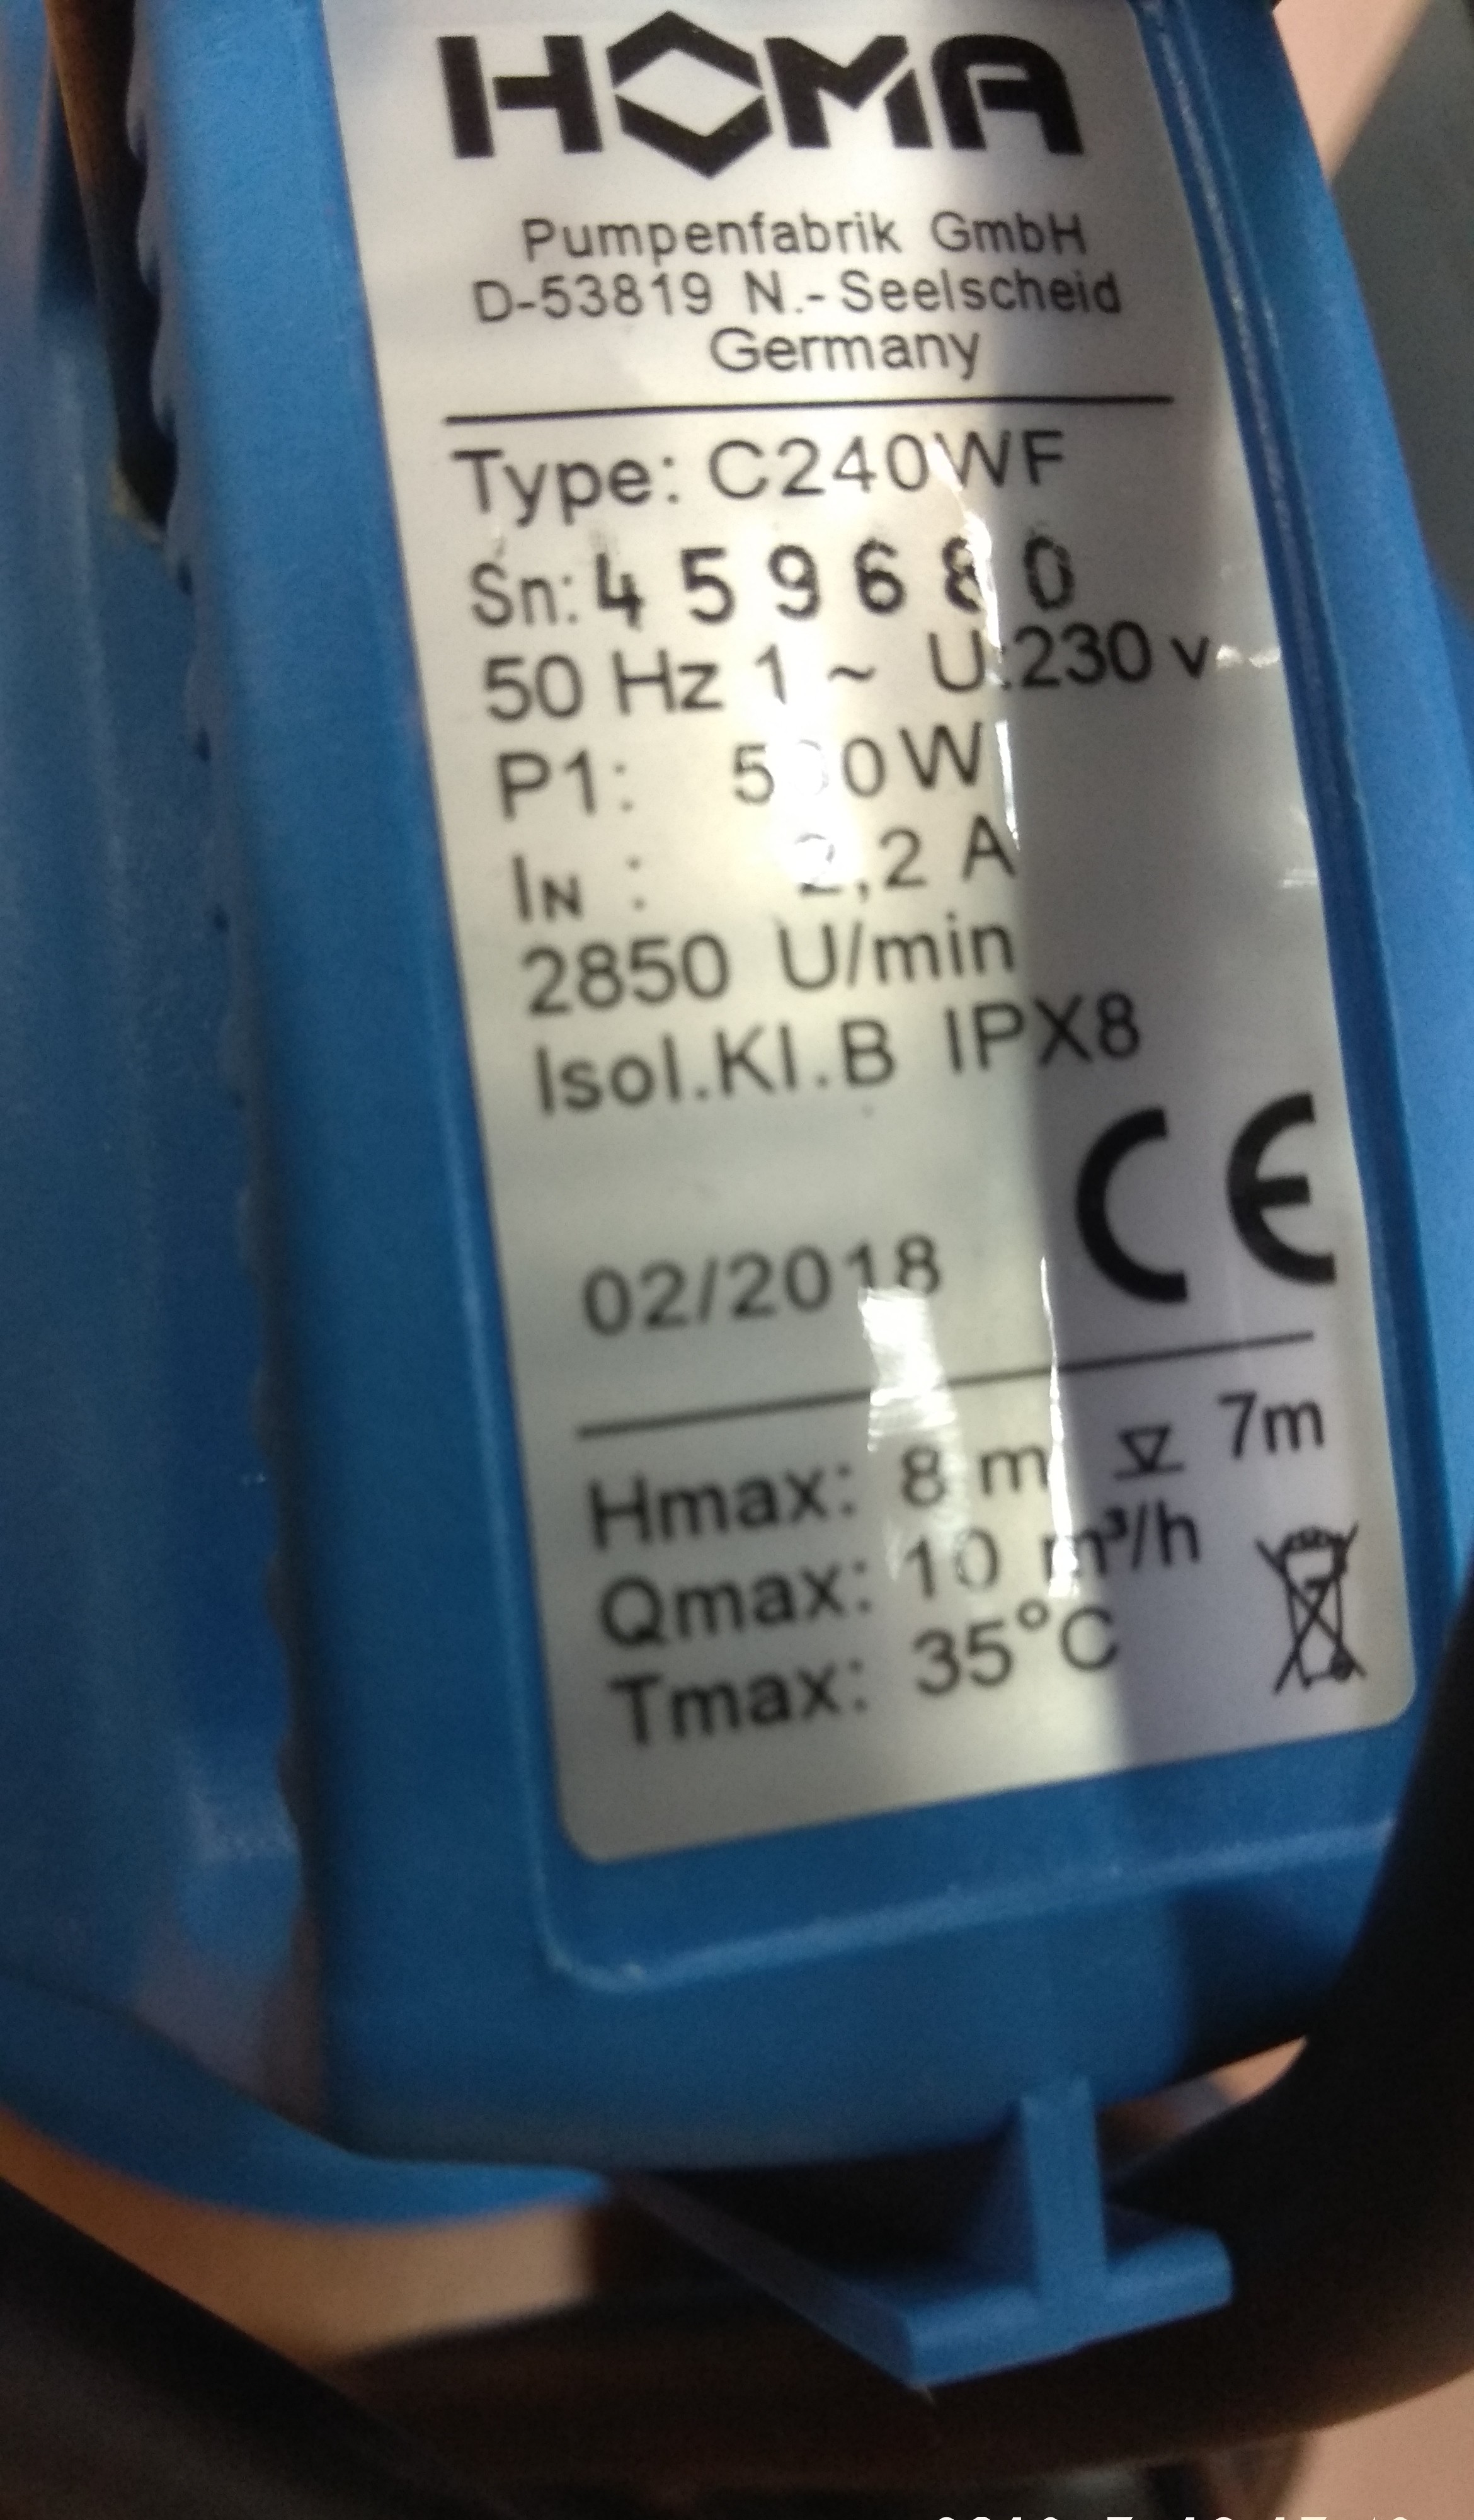 HOMA
Pumpenfabrik GmbH
D-53819 N.-Seelscheid
Germany
Type: C240WF
Sn: 459680
50 Hz 1 ~ U:230 v
P1:
IN : 2,2 A
2850 U/min
Isol.Kl.B IPX8
CE
02/2018
Hmax: 8 m 7m
Qmax: 10 m³/h
Tmax: 35°C